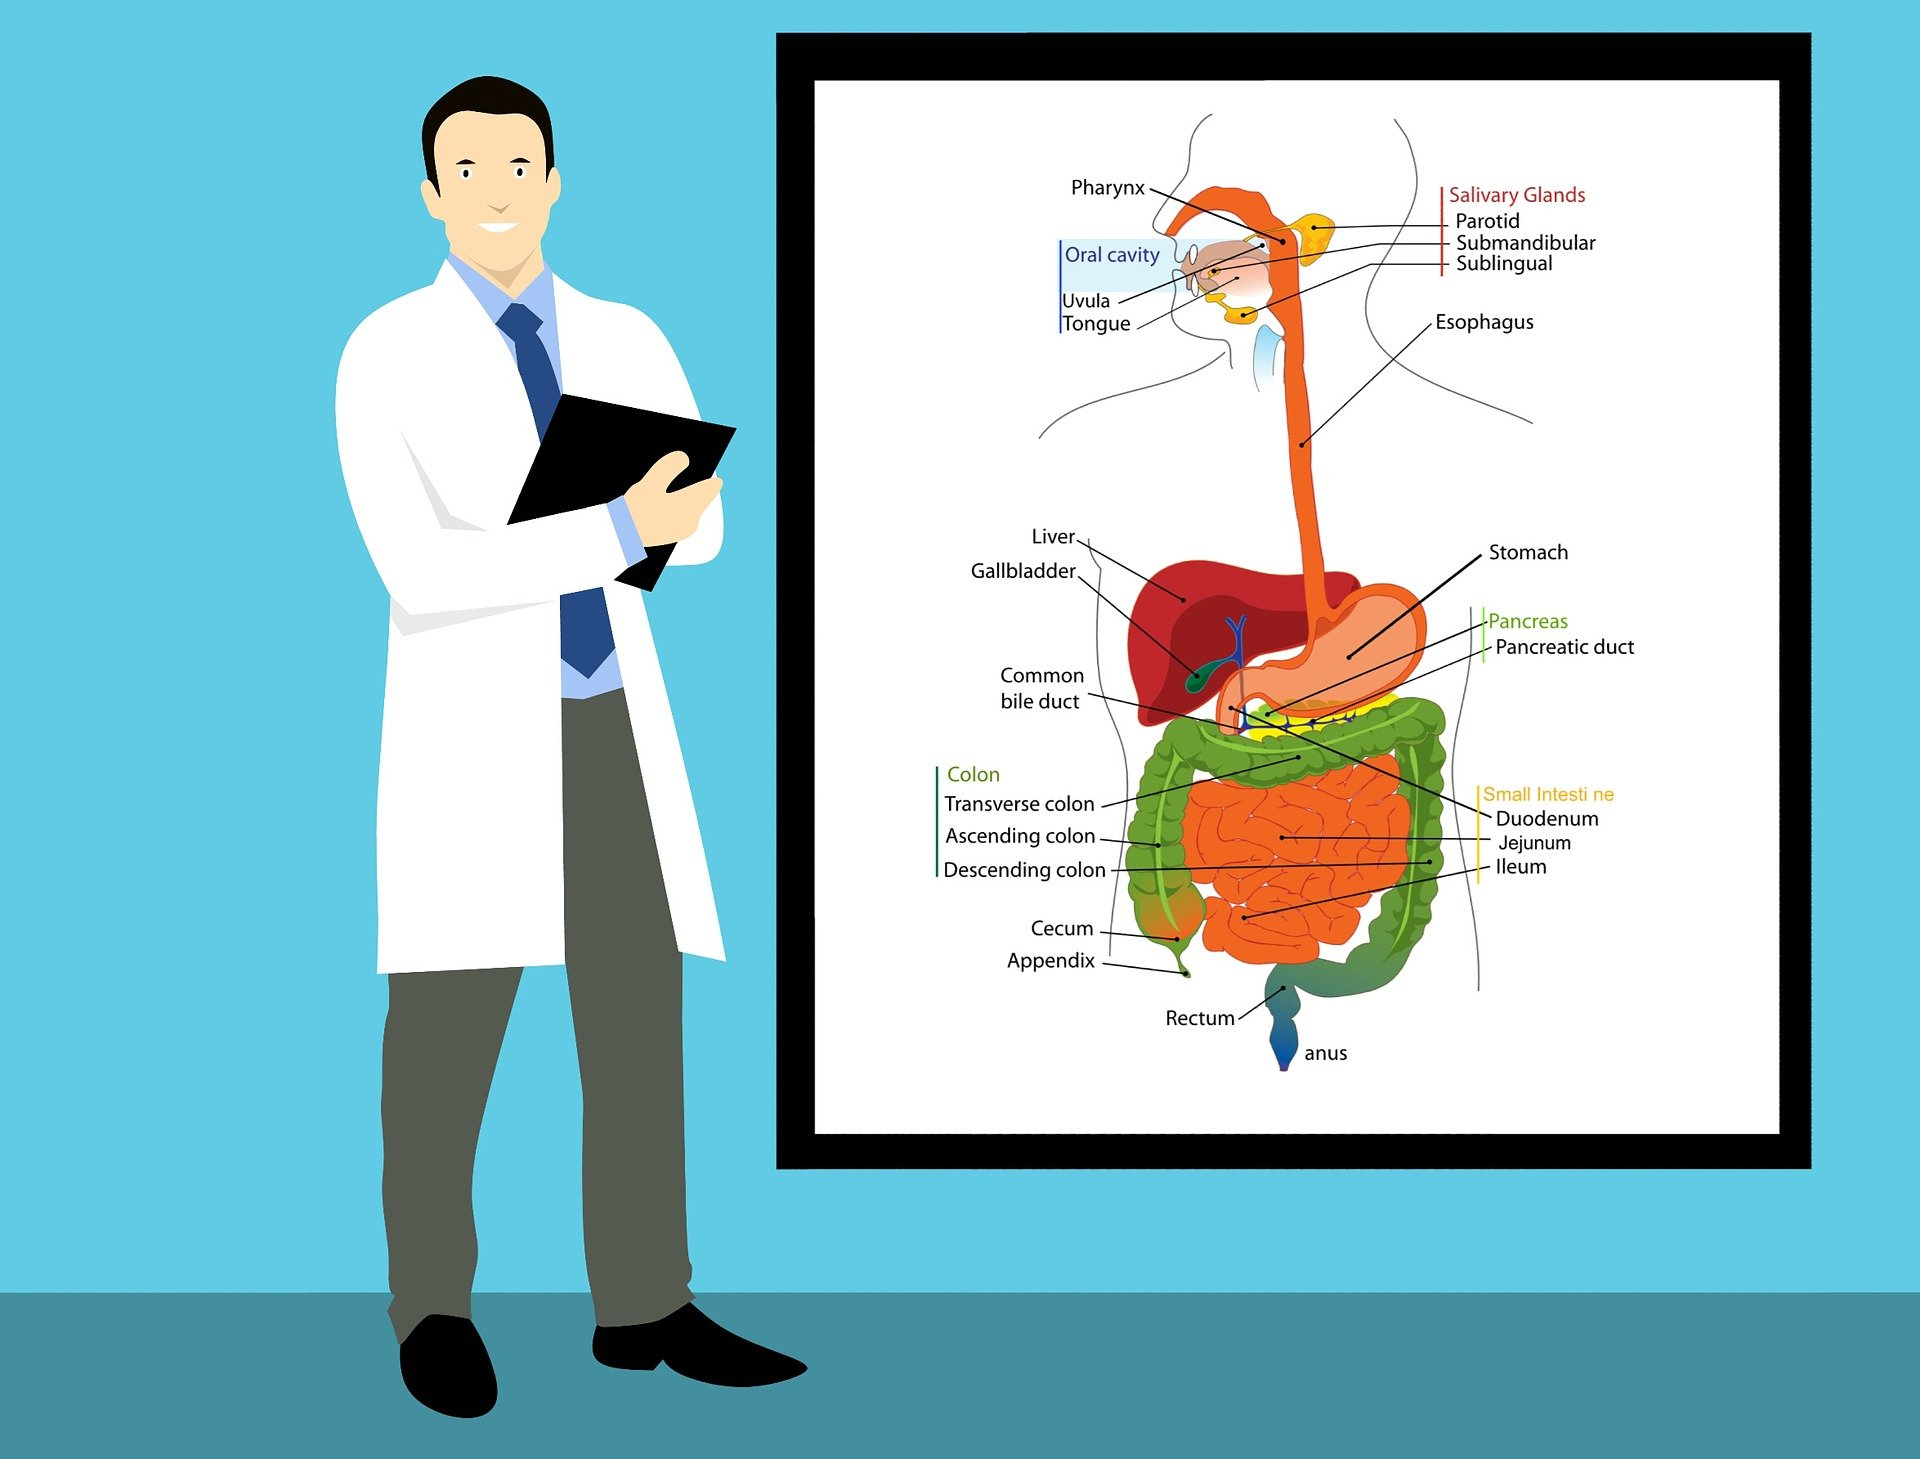 Pharynx
Oral cavity
Uvula
Tongue
Salivary Glands
Parotid
Submandibular
Sublingual
Esophagus
Liver
Gallbladder
Common
bile duct
Stomach
Pancreas
Pancreatic duct
Colon
Transverse colon
Ascending colon
Descending colon
Small Intesti ne
Duodenum
Jejunum
Ileum
Cecum
Appendix
Rectum
anus